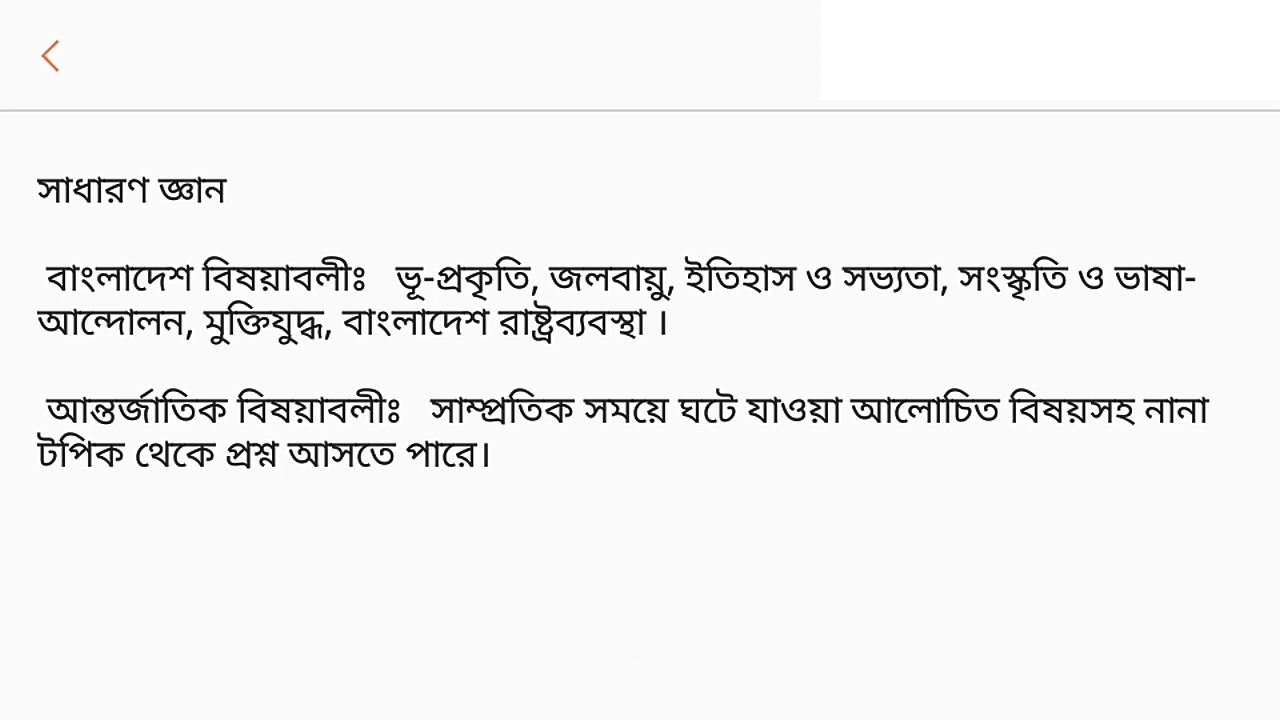 সাধারণ জ্ঞান
বাংলাদেশ বিষয়াবলীঃ ভূ-প্রকৃতি, জলবায়ু, ইতিহাস ও সভ্যতা, সংস্কৃতি ও ভাষা-
আন্দোলন, মুক্তিযুদ্ধ, বাংলাদেশ রাষ্ট্রব্যবস্থা ।
আন্তর্জাতিক বিষয়াবলীঃ সাম্প্রতিক সময়ে ঘটে যাওয়া আলোচিত বিষয়সহ নানা
টপিক থেকে প্রশ্ন আসতে পারে।